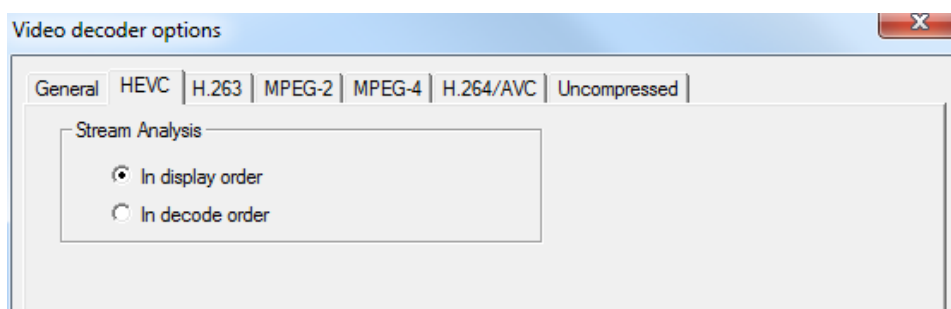 Video decoder options
General HEVC H.263 MPEG-2 MPEG-4 H.264/AVC Uncompressed
Stream Analysis
In display order
In decode order